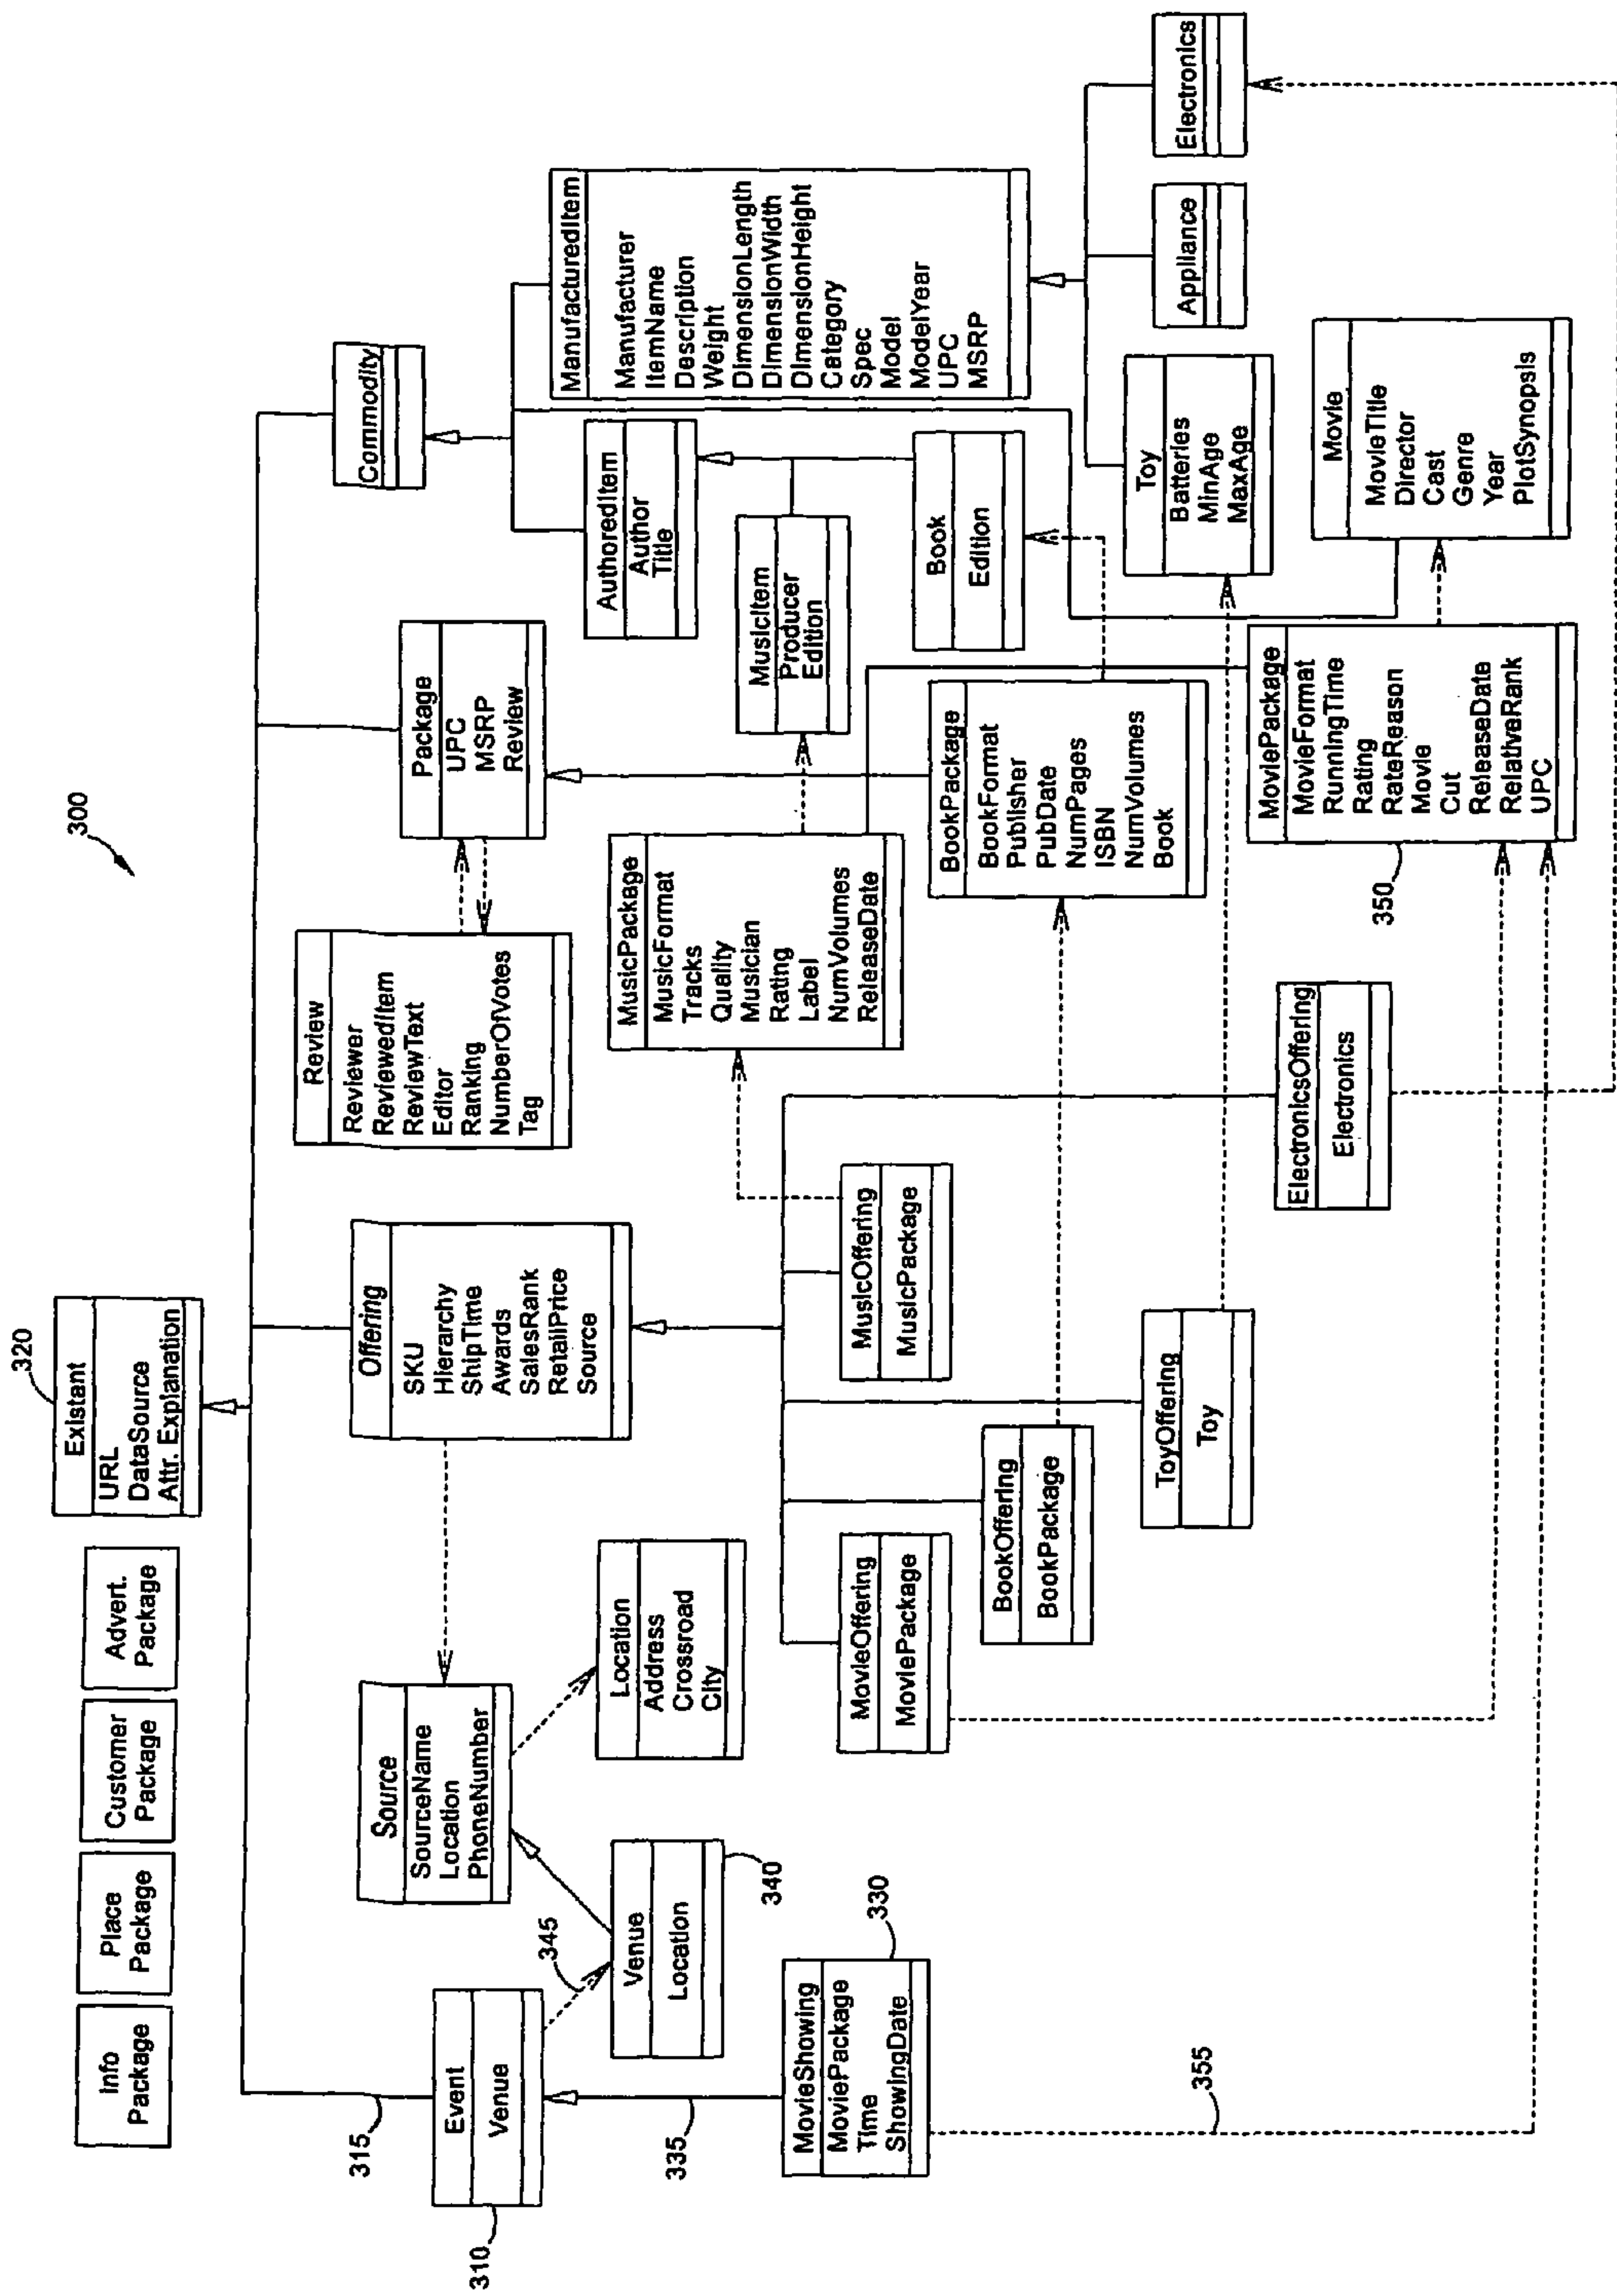 300
Info
Package
Place
Package
Customer
Package
Advert.
Package
320
Existant
URL
DataSource
Attr. Explanation
315
310
Event
Venue
345
Source
SourceName
Location
PhoneNumber
Offering
SKU
Hierarchy
ShipTime
Awards
SalesRank
RetailPrice
Source
Review
Reviewer
ReviewedItem
ReviewText
Editor
Ranking
NumberOfVotes
Tag
Package
UPC
MSRP
Review
Commodity
335
Venue
Location
340
Location
Address
Crossroad
City
AuthoredItem
Author
Title
ManufacturedItem
Manufacturer
ItemName
Description
Weight
DimensionLength
DimensionWidth
DimensionHeight
Category
Spec
Model
ModelYear
UPC
MSRP
MusicPackage
MusicFormat
Tracks
Quality
Musician
Rating
Label
NumVolumes
ReleaseDate
MusicItem
Producer
Edition
330
MovieShowing
MoviePackage
Time
ShowingDate
MovieOffering
MoviePackage
MusicOffering
MusicPackage
BookPackage
BookFormat
Publisher
PubDate
NumPages
ISBN
NumVolumes
Book
Book
Edition
BookOffering
BookPackage
ToyOffering
Toy
Toy
Batteries
MinAge
MaxAge
Appliance
Electronics
355
ElectronicsOffering
Electronics
350
MoviePackage
MovieFormat
RunningTime
Rating
RateReason
Movie
Cut
ReleaseDate
RelativeRank
UPC
Movie
MovieTitle
Director
Cast
Genre
Year
PlotSynopsis